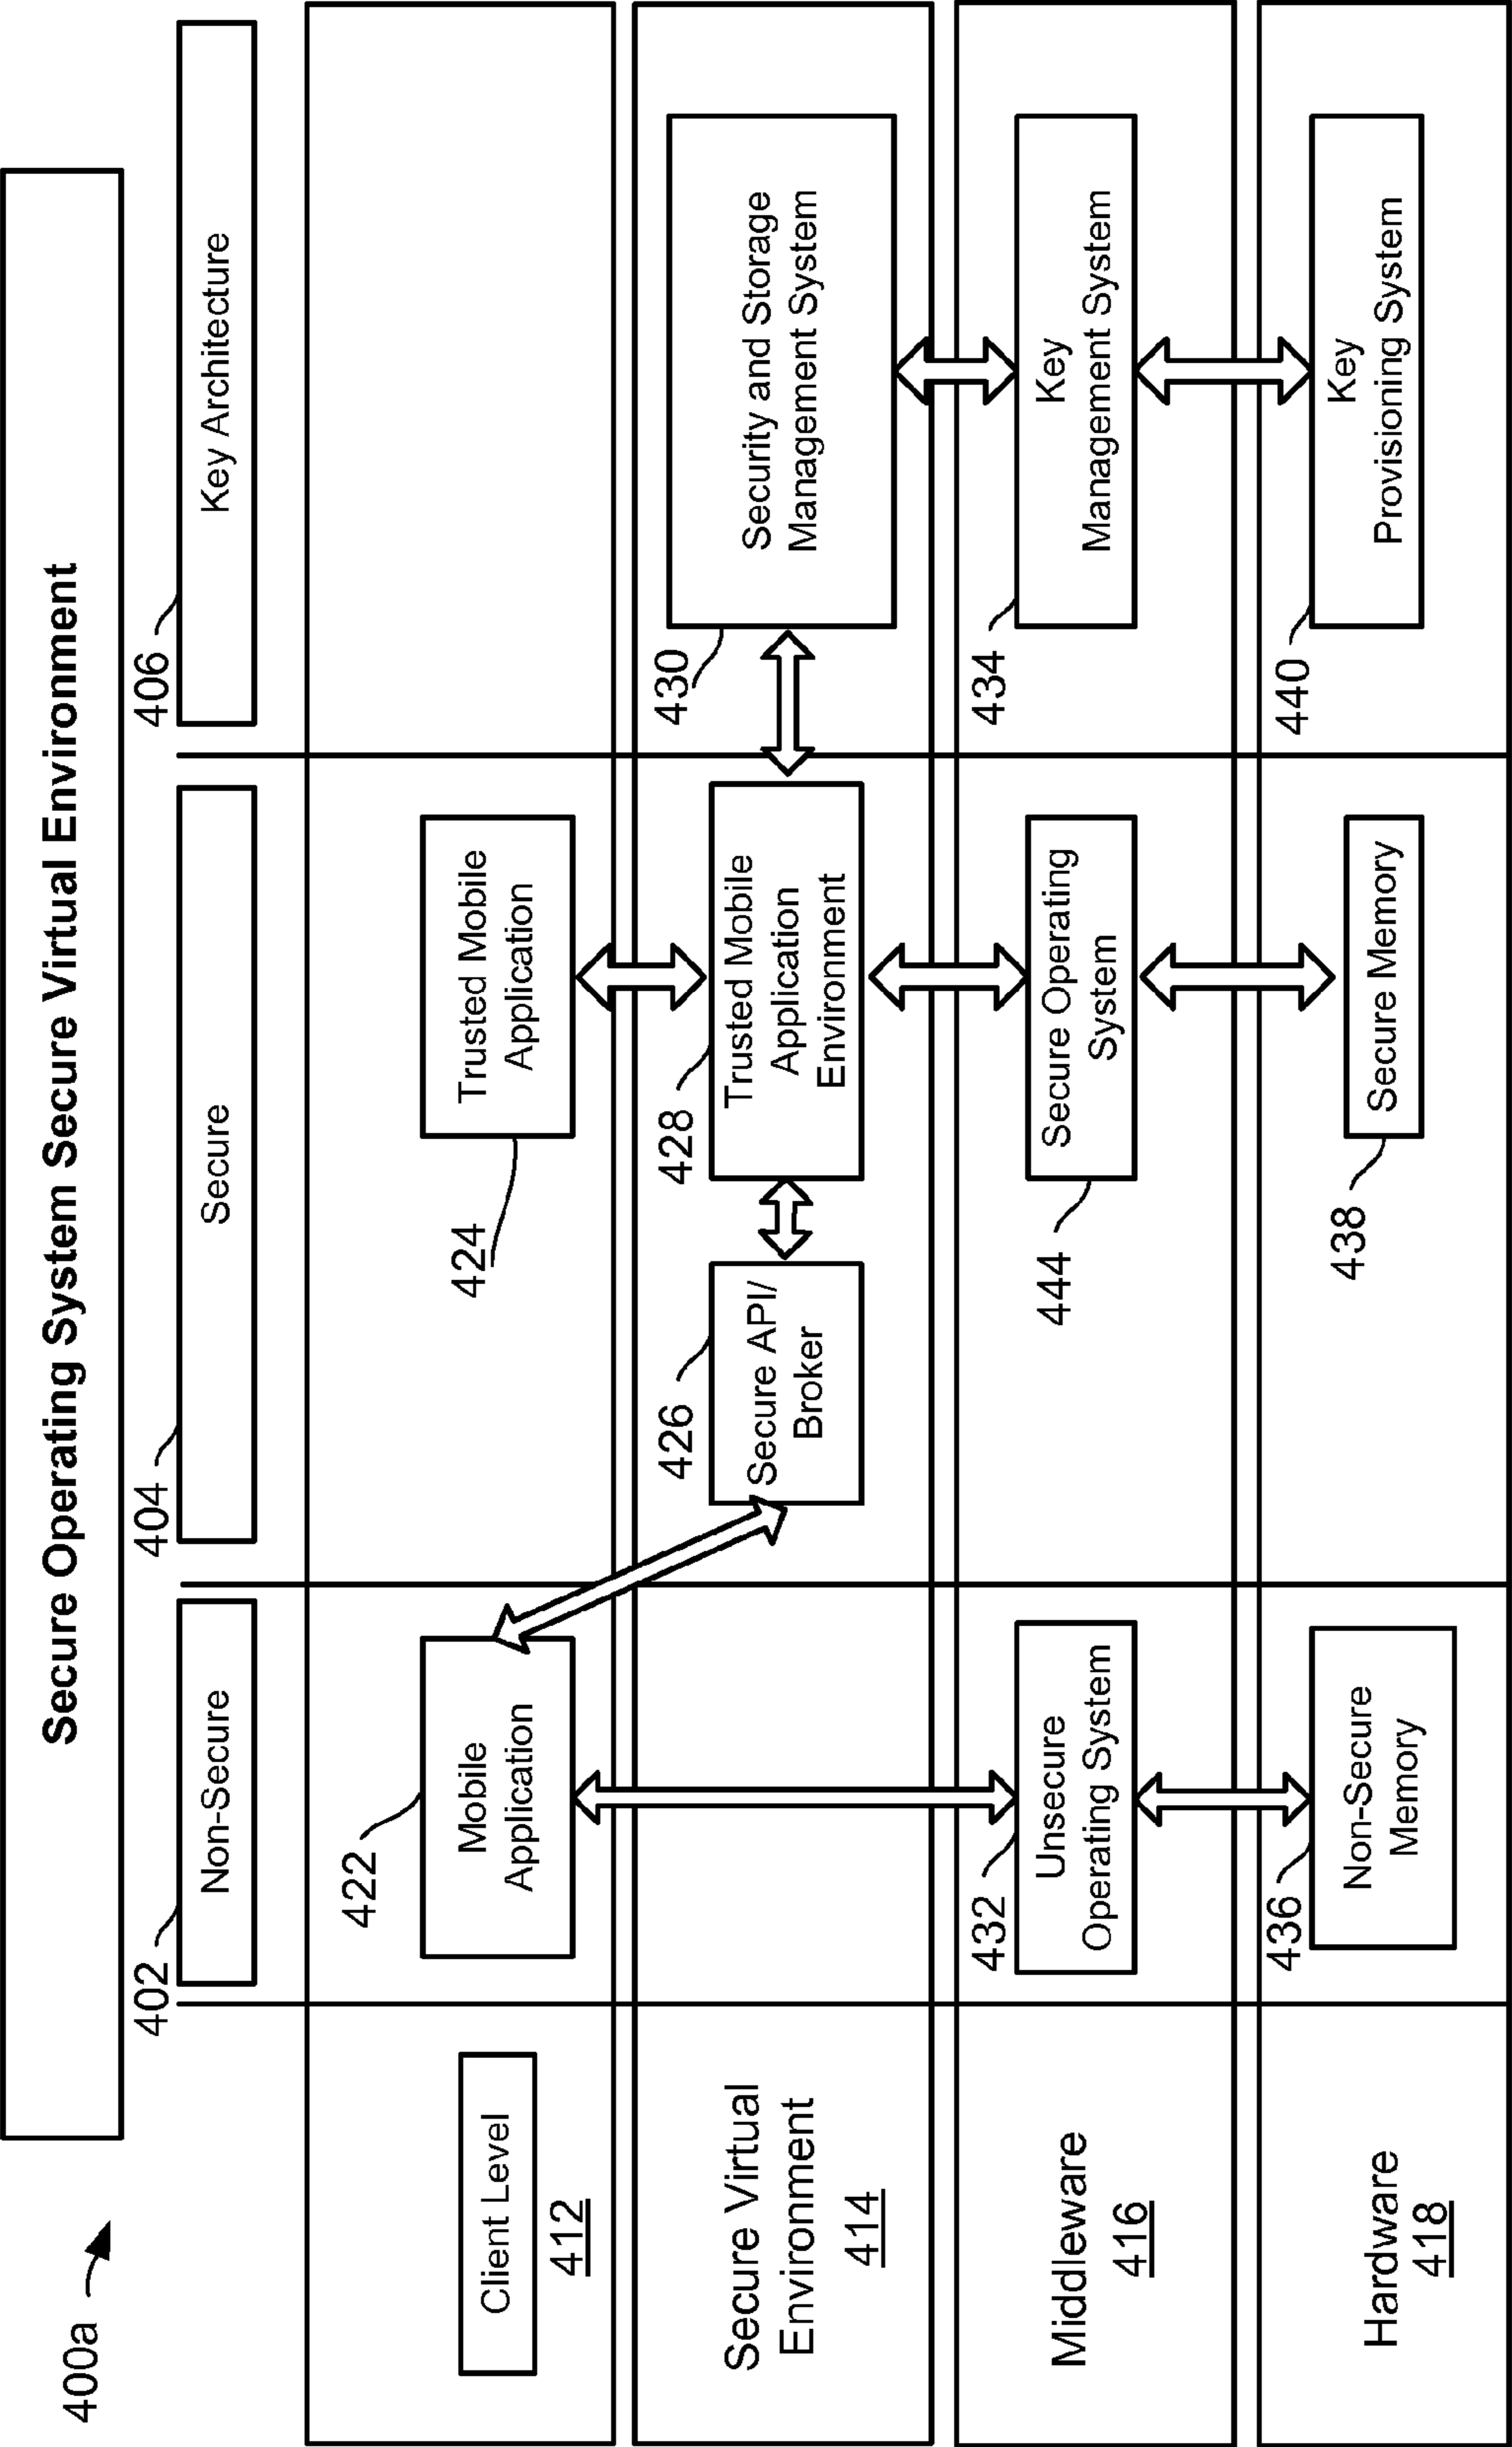 Secure Operating System Secure Virtual Environment
400a
402
Non-Secure
404
Secure
406
Key Architecture
Client Level
412
422
Mobile
Application
424
Trusted Mobile
Application
Secure Virtual
Environment
414
426
Secure API/
Broker
428
Trusted Mobile
Application
Environment
430
Security and Storage
Management System
Middleware
416
432
Unsecure
Operating System
444
Secure Operating
System
434
Key
Management System
Hardware
418
436
Non-Secure
Memory
438
Secure Memory
440
Key
Provisioning System